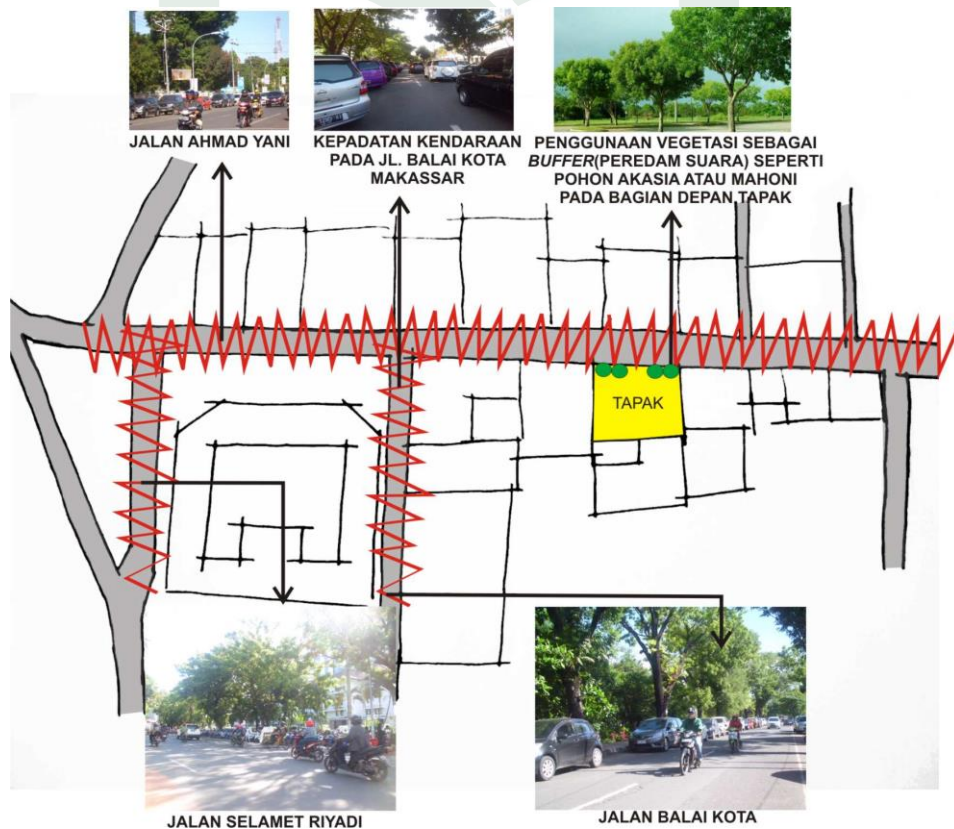 JALAN AHMAD YANI
KEPADATAN KENDARAAN
PADA JL. BALAI KOTA
MAKASSAR
PENGGUNAAN VEGETASI SEBAGAI
BUFFER(PEREDAM SUARA) SEPERTI
POHON AKASIA ATAU MAHONI
PADA BAGIAN DEPAN TAPAK
TAPAK
JALAN SELAMET RIYADI
JALAN BALAI KOTA